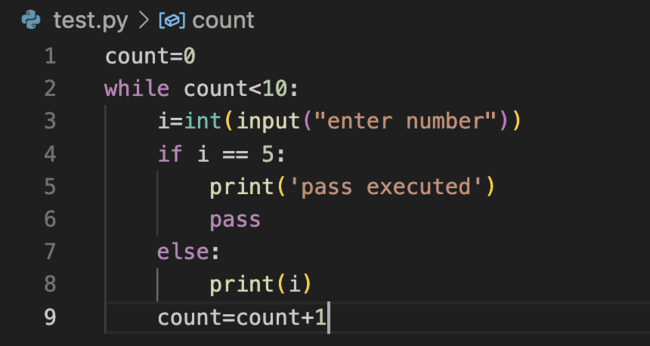 test.py > count
1 count=0
2 while count<10:
3     i=int(input("enter number"))
4     if i == 5:
5         print('pass executed')
6         pass
7     else:
8         print(i)
9     count=count+1